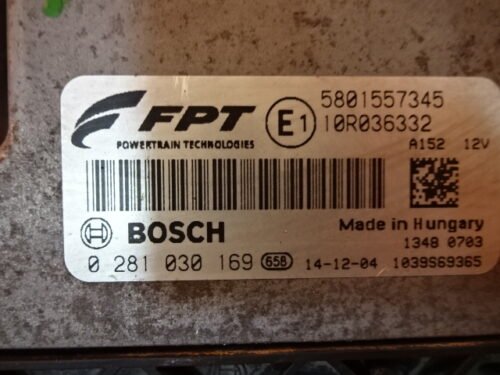 FPT
POWERTRAIN TECHNOLOGIES
E1
5801557345
10R036332
A152 12V
BOSCH
Made in Hungary
1348 0703
0 281 030 169 658 14-12-04 1039S69365